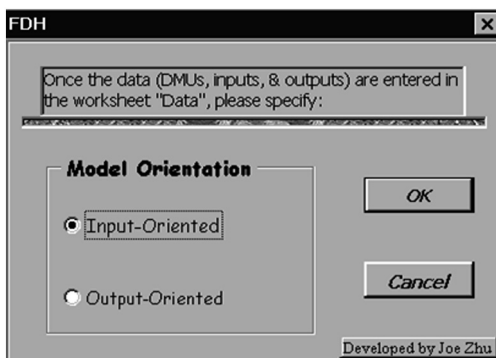 FDH
Once the data (DMUs, inputs, & outputs) are entered in
the worksheet "Data", please specify:
Model Orientation
Input-Oriented
Output-Oriented
OK
Cancel
Developed by Joe Zhu